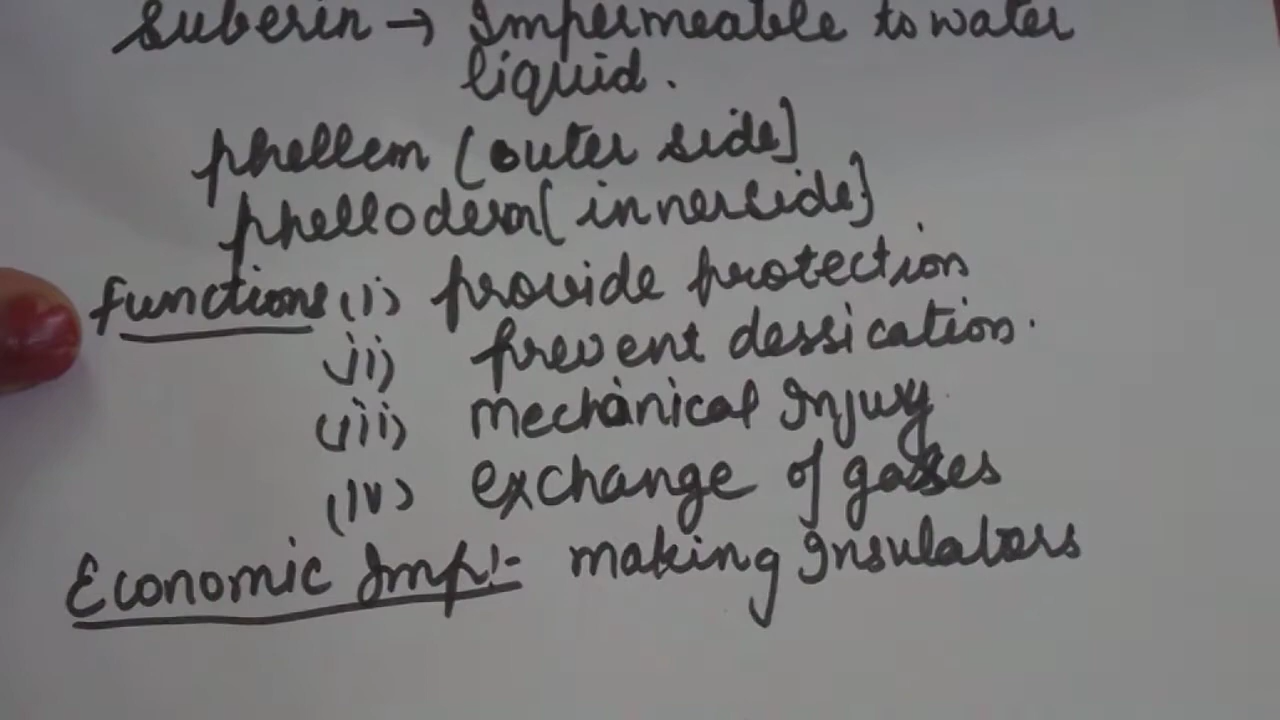 Suberin → Impermeable to water
liquid.
phellem [outer side]
phelloderm [innerside]
functions (i) provide protection
ii) prevent dessication.
(iii) mechanical Injury
(iv) exchange of gasses
Economic Imp:- making Insulators